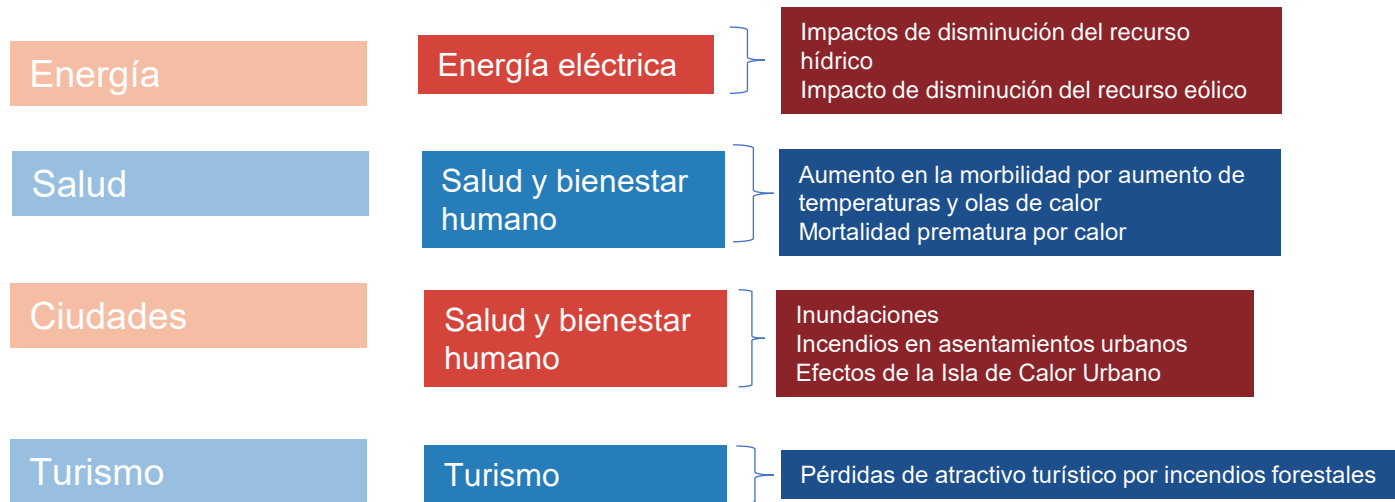 Energía
Energía eléctrica
Impactos de disminución del recurso
hídrico
Impacto de disminución del recurso eólico
Salud
Salud y bienestar
humano
Aumento en la morbilidad por aumento de
temperaturas y olas de calor
Mortalidad prematura por calor
Ciudades
Salud y bienestar
humano
Inundaciones
Incendios en asentamientos urbanos
Efectos de la Isla de Calor Urbano
Turismo
Turismo
Pérdidas de atractivo turístico por incendios forestales